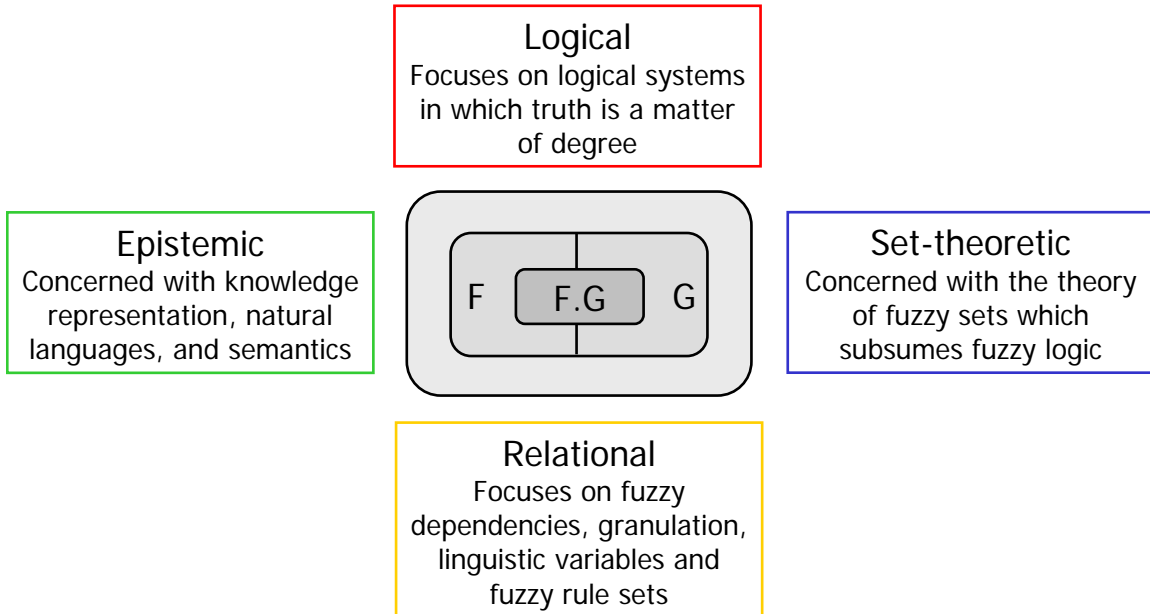 Logical
Focuses on logical systems
in which truth is a matter
of degree
Epistemic
Concerned with knowledge
representation, natural
languages, and semantics
F
F.G
G
Set-theoretic
Concerned with the theory
of fuzzy sets which
subsumes fuzzy logic
Relational
Focuses on fuzzy
dependencies, granulation,
linguistic variables and
fuzzy rule sets